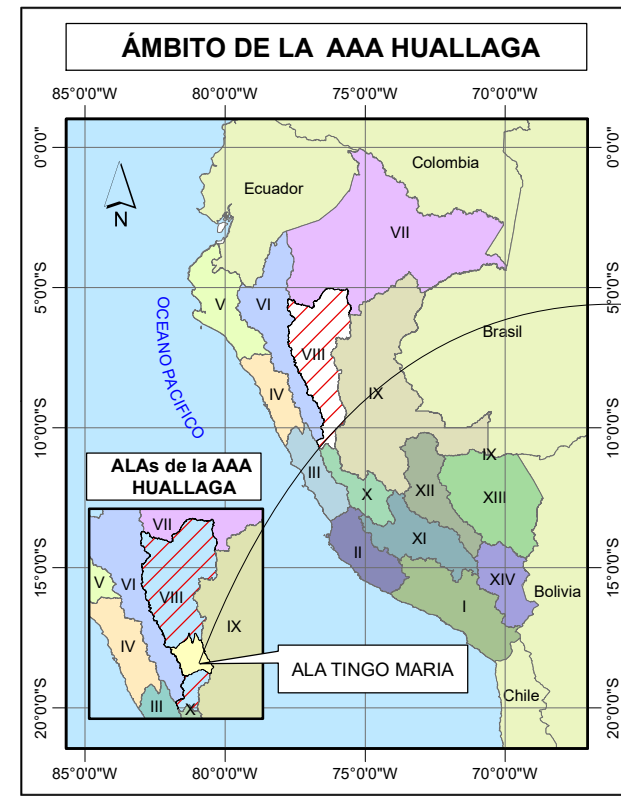 ÁMBITO DE LA AAA HUALLAGA
85°0'0"W 80°0'0"W 75°0'0"W 70°0'0"W
0°0'0" 0°0'0"
Colombia
Ecuador
N
VII
5°0'0"S 5°0'0"S
V
VI
OCEANO PACIFICO
Brasil
VIII
IX
IV
10°0'0"S 10°0'0"S
ALAs de la AAA
HUALLAGA
III
IX
X
XII
XIII
VII
XI
II
15°0'0"S 15°0'0"S
V
VI
XIV
VIII
Bolivia
I
IX
IV
ALA TINGO MARIA
Chile
III
X
20°0'0"S 20°0'0"S
85°0'0"W 80°0'0"W 75°0'0"W 70°0'0"W